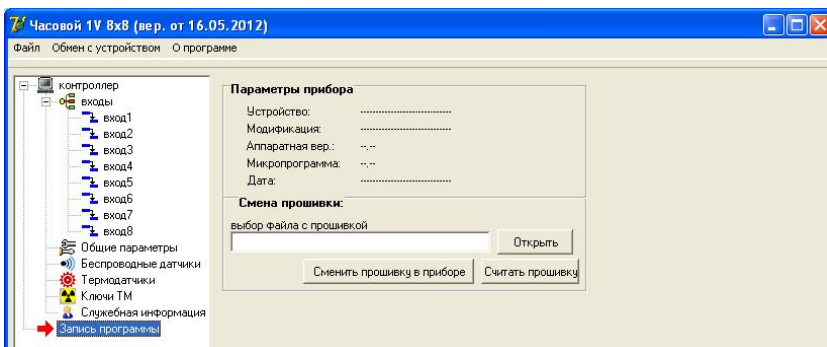 Часовой 1V 8x8 (вер. от 16.05.2012)
Файл Обмен с устройством О программе
контроллер
входы
вход1
вход2
вход3
вход4
вход5
вход6
вход7
вход8
Общие параметры
Беспроводные датчики
Термодатчики
Ключи ТМ
Служебная информация
Запись программы
Параметры прибора
Устройство: ----------------------------
Модификация: ----------------------------
Аппаратная вер.: --.--
Микропрограмма: --.--
Дата: ----------------------------
Смена прошивки:
выбор файла с прошивкой
Открыть
Сменить прошивку в приборе Считать прошивку